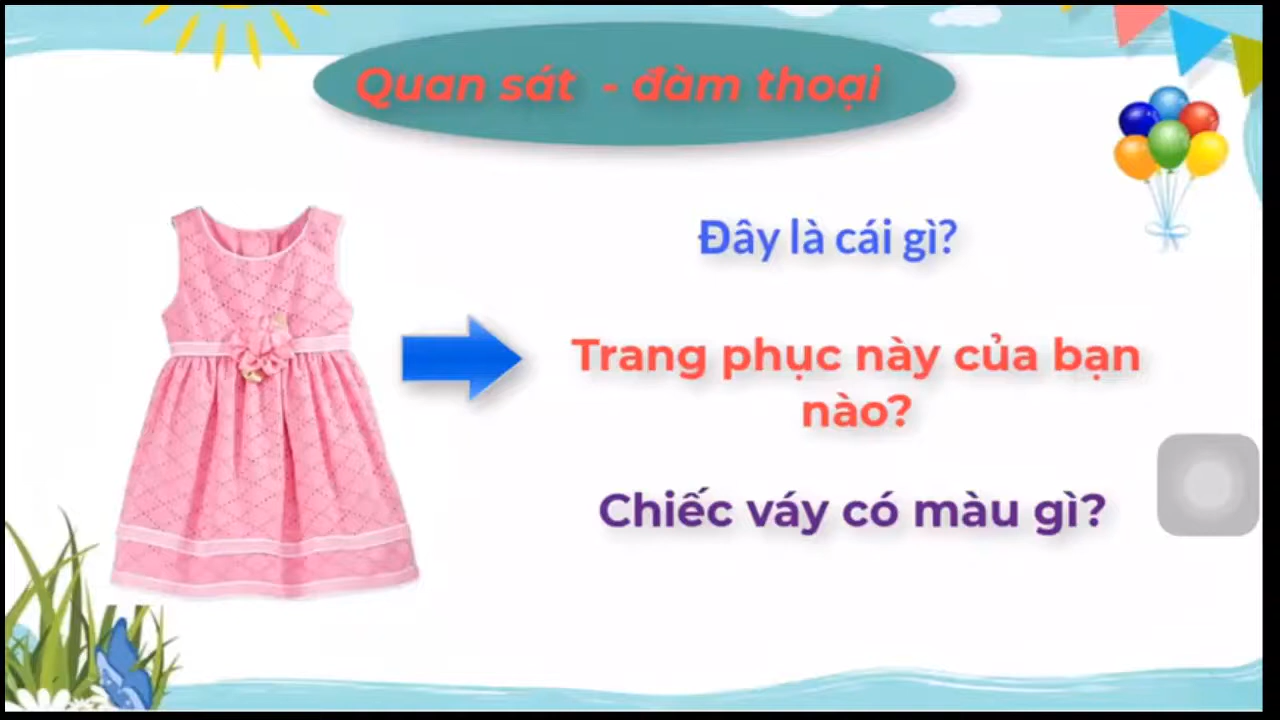 Quan sát - đàm thoại
Đây là cái gì?
Trang phục này của bạn
nào?
Chiếc váy có màu gì?